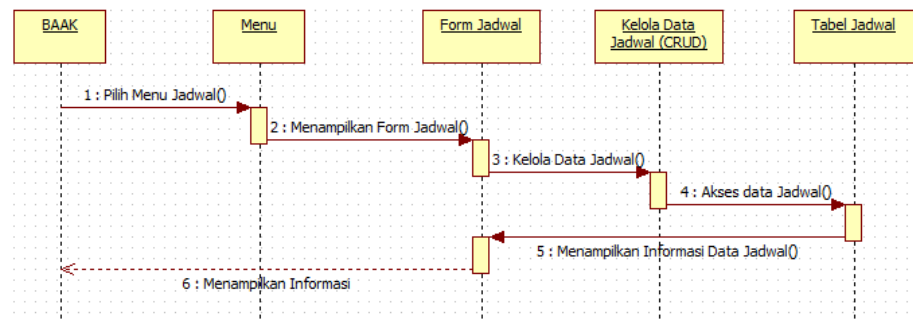 BAAK
Menu
Form Jadwal
Kelola Data
Jadwal (CRUD)
Tabel Jadwal
1 : Pilih Menu Jadwal()
2 : Menampilkan Form Jadwal()
3 : Kelola Data Jadwal()
4 : Akses data Jadwal()
5 : Menampilkan Informasi Data Jadwal()
6 : Menampilkan Informasi